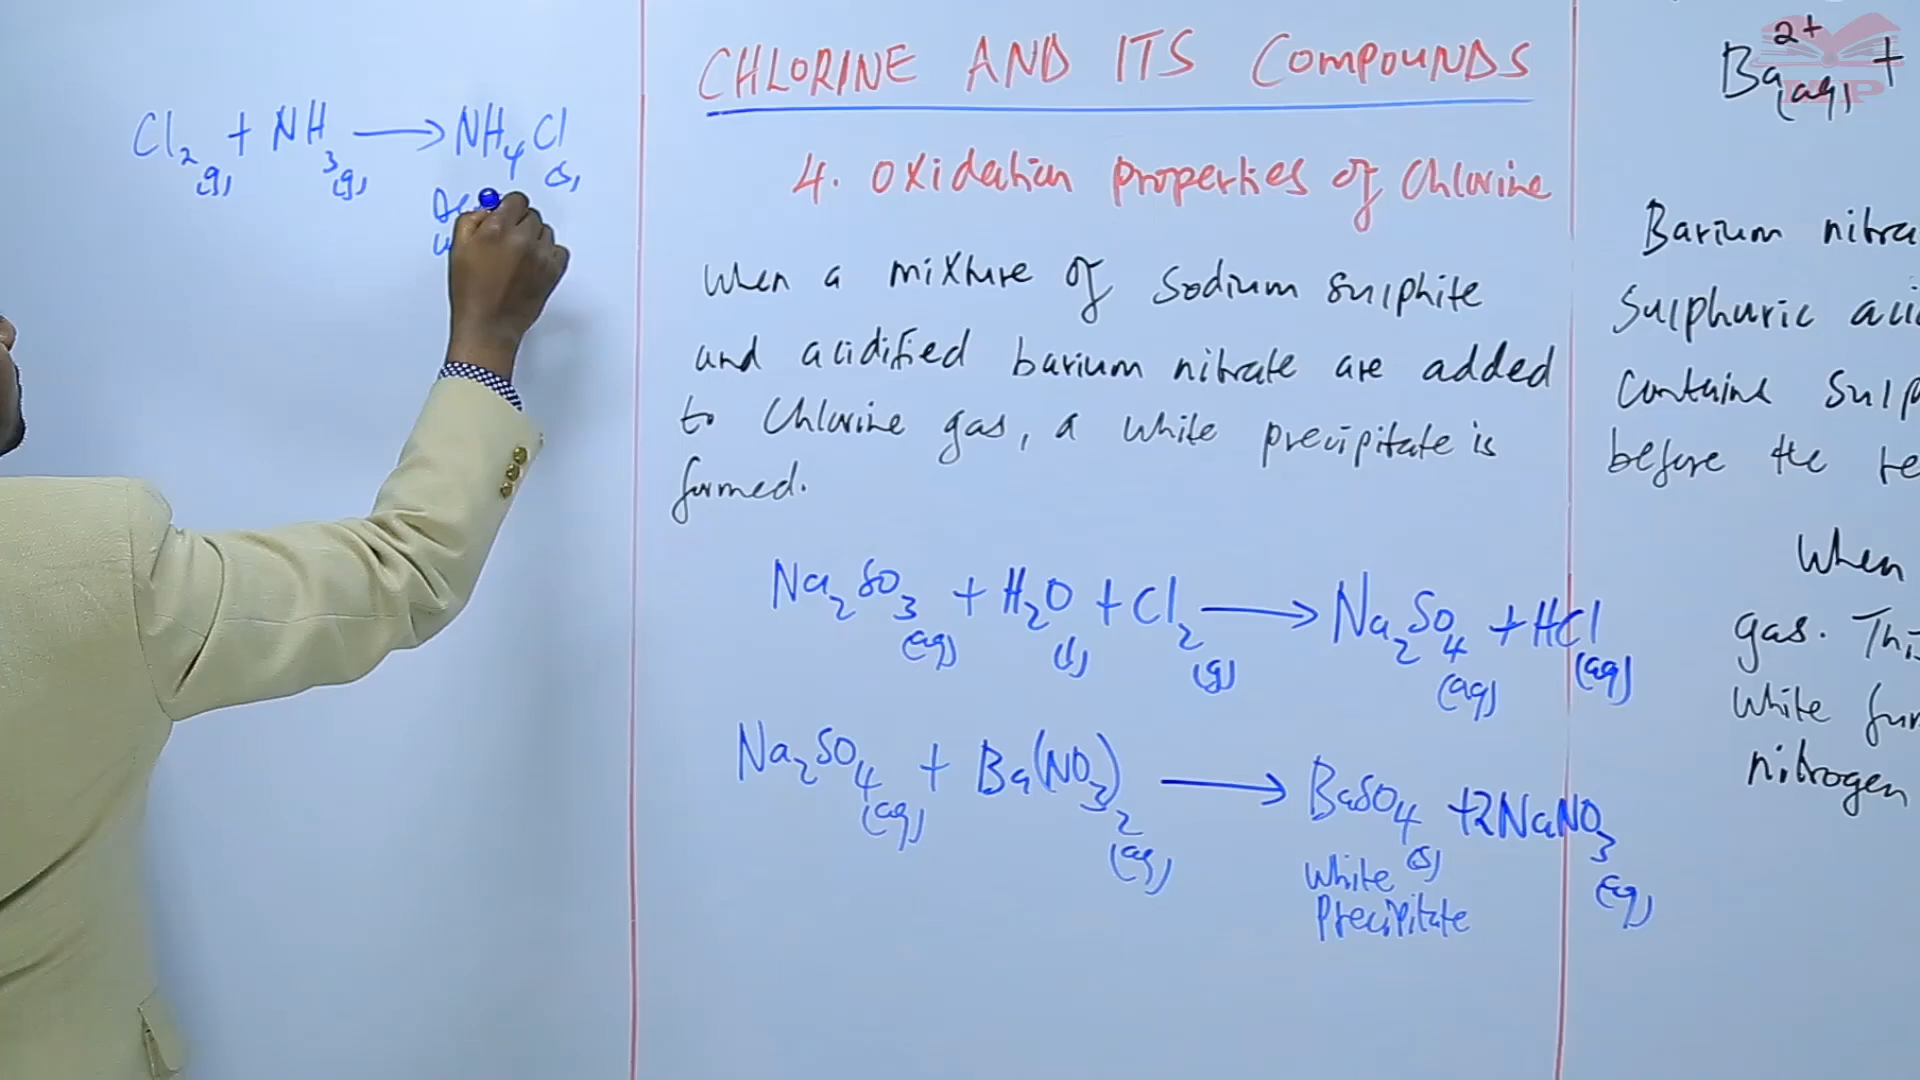 Cl2(g) + NH3(g) → NH4Cl(s)
CHLORINE AND ITS COMPOUNDS
4. Oxidation properties of Chlorine
When a mixture of Sodium Sulphite
and acidified barium nitrate are added
to Chlorine gas, a white precipitate is
formed.
Na2SO3(aq) + H2O(l) + Cl2(g) → Na2SO4(aq) + HCl(aq)
Na2SO4(aq) + Ba(NO3)2(aq) → BaSO4(s) + 2NaNO3(aq)
White
Precipitate
Ba2+(aq) +
Barium nitra
Sulphuric aci
Contains Sulp
before the te
When
gas. Thi
White fum
nitrogen